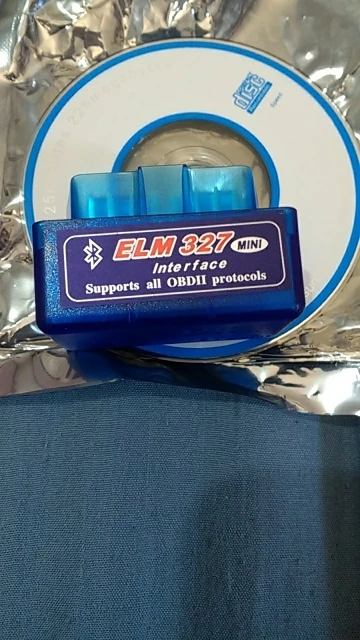 disc
ELM 327 MINI
Interface
Supports all OBDII protocols